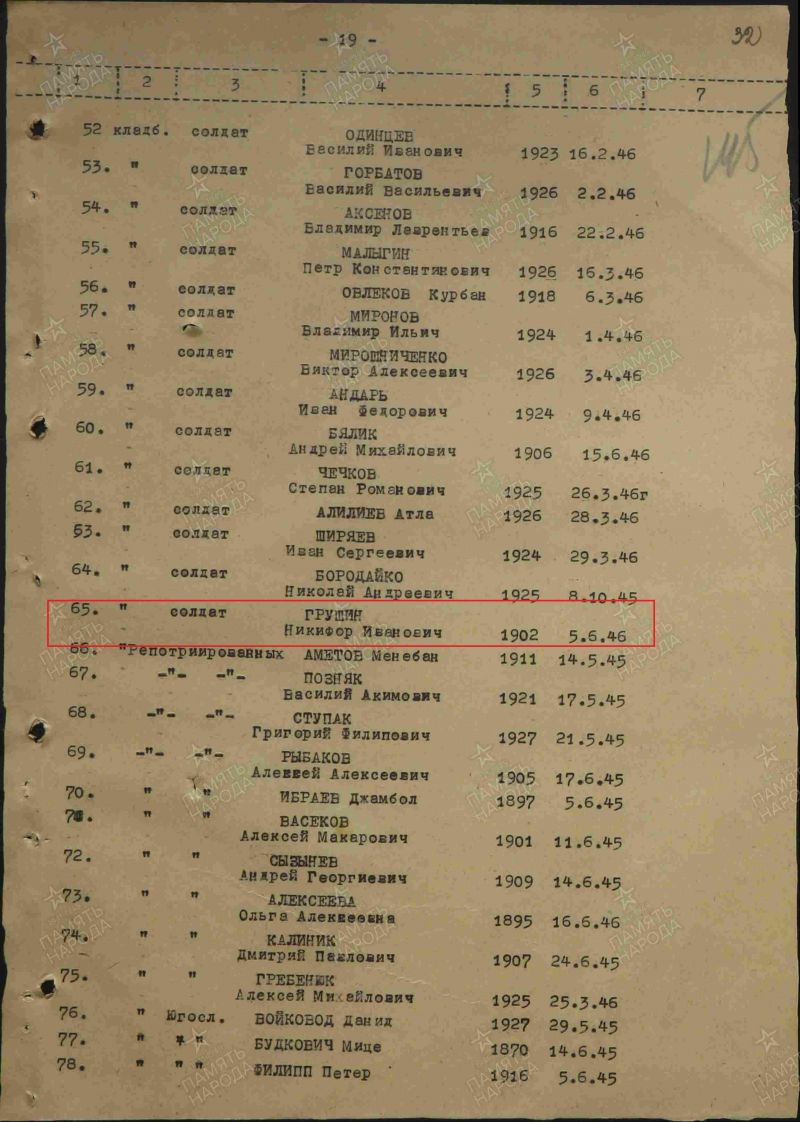 - 19 -
32
1 2 3 4 5 6 7
145
52 кладб. солдат ОДИНЦЕВ
Василий Иванович 1923 16.2.46
53. " солдат ГОРБАТОВ
Василий Васильевич 1926 2.2.46
54. " солдат АКСЕНОВ
Владимир Леврентьев 1916 22.2.46
55. " солдат МАЛЫГИН
Петр Константинович 1926 16.3.46
56. " солдат ОВЛЕКОВ Курбан 1918 6.3.46
57. " солдат МИРОНОВ
Владимир Ильич 1924 1.4.46
58. " солдат МИРОШНИЧЕНКО
Виктор Алексеевич 1926 3.4.46
59. " солдат АНДАРЬ
Иван Федорович 1924 9.4.46
60. " солдат БЯЛИК
Андрей Михайлович 1906 15.6.46
61. " солдат ЧЕЧКОВ
Степан Романович 1925 26.3.46г
62. " солдат АЛИЛИЕВ Атла 1926 28.3.46
53. " солдат ШИРЯЕВ
Иван Сергеевич 1924 29.3.46
64. " солдат БОРОДАЙКО
Николай Андреевич 1925 8.10.45
65. " солдат ГРУШИН
Никифор Иванович 1902 5.6.46
66. "Репотриированных АМЕТОВ Менебан 1911 14.5.45
67. -"- -"- ПОЗНЯК
Василий Акимович 1921 17.5.45
68. -"- -"- СТУПАК
Григорий Филипович 1927 21.5.45
69. -"- -"- РЫБАКОВ
Алексей Алексеевич 1905 17.6.45
70. " " ИБРАЕВ Джамбол 1897 5.6.45
71. " " ВАСЕКОВ
Алексей Макарович 1901 11.6.45
72. " " СЫЗЫНЕВ
Андрей Георгиевич 1909 14.6.45
73. " " АЛЕКСЕЕВА
Ольга Алексеевна 1895 16.6.46
74. " " КАЛИНИК
Дмитрий Павлович 1907 24.6.45
75. " " ГРЕБЕНЮК
Алексей Михайлович 1925 25.3.46
76. " Югосл. ВОЙКОВОД Данид 1927 29.5.45
77. " " " БУДКОВИЧ Мице 1870 14.6.45
78. " " " ФИЛИПП Петер 1916 5.6.45
ПАМЯТЬ НАРОДА